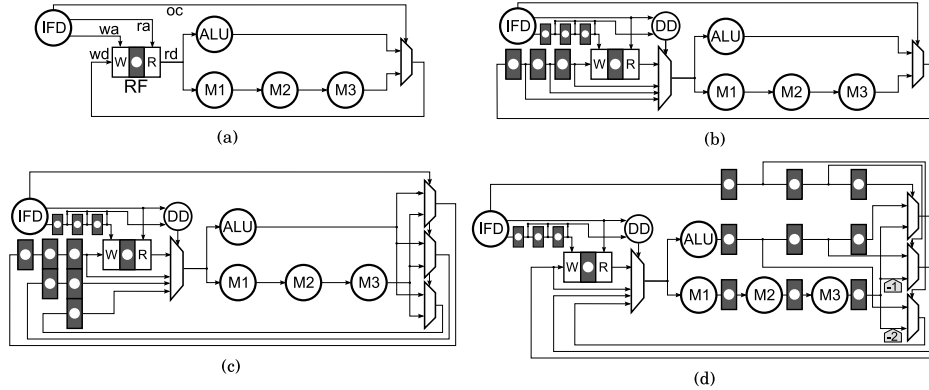 IFD
oc
ra
wa
wd
W
R
rd
RF
ALU
M1
M2
M3
(a)
IFD
DD
W
R
ALU
M1
M2
M3
(b)
IFD
DD
W
R
ALU
M1
M2
M3
(c)
IFD
DD
W
R
ALU
M1
M2
M3
-1
-2
(d)